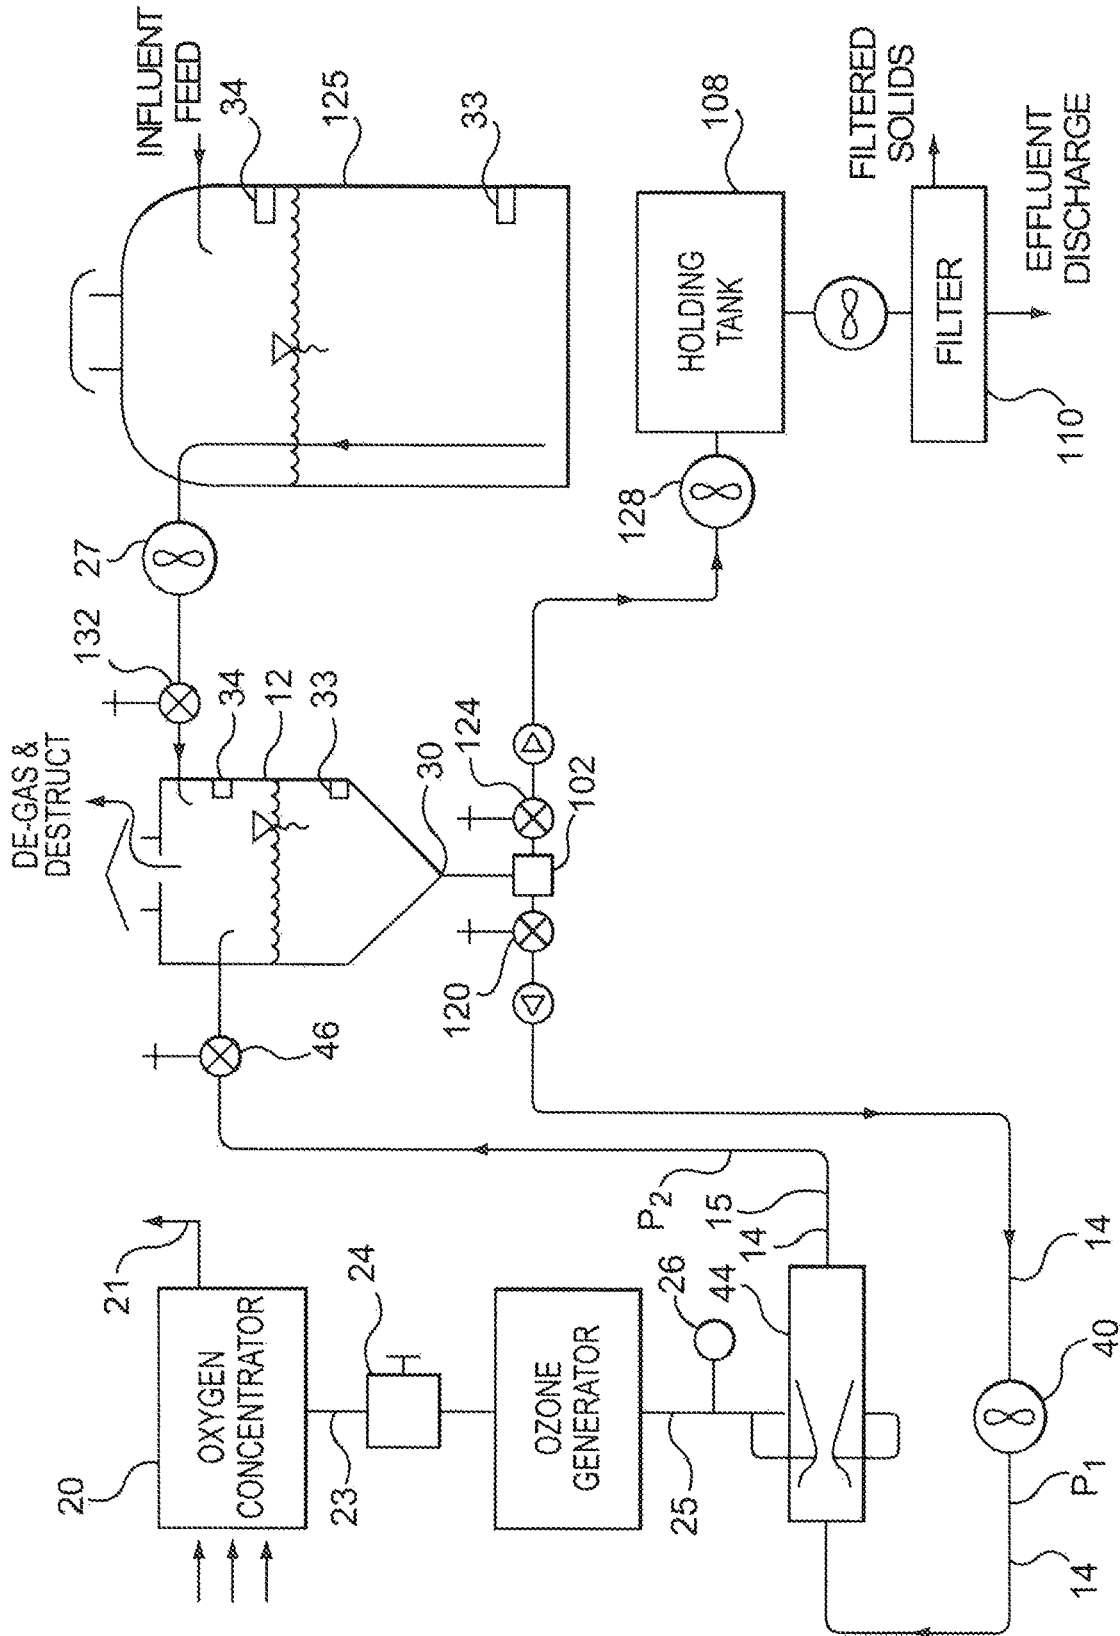 INFLUENT
FEED
34
125
33
27
132
DE-GAS &
DESTRUCT
34
12
33
30
124
102
120
46
128
HOLDING
TANK
108
FILTERED
SOLIDS
FILTER
110
EFFLUENT
DISCHARGE
21
20
OXYGEN
CONCENTRATOR
23
24
OZONE
GENERATOR
25
26
44
14
15
P2
14
40
P1
14